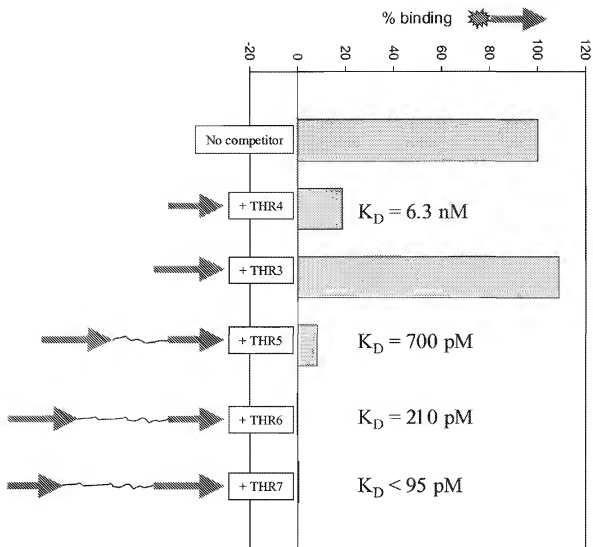 % binding
-20
0
20
40
60
80
100
120
No competitor
+ THR4
K_D = 6.3 nM
+ THR3
+ THR5
K_D = 700 pM
+ THR6
K_D = 210 pM
+ THR7
K_D < 95 pM